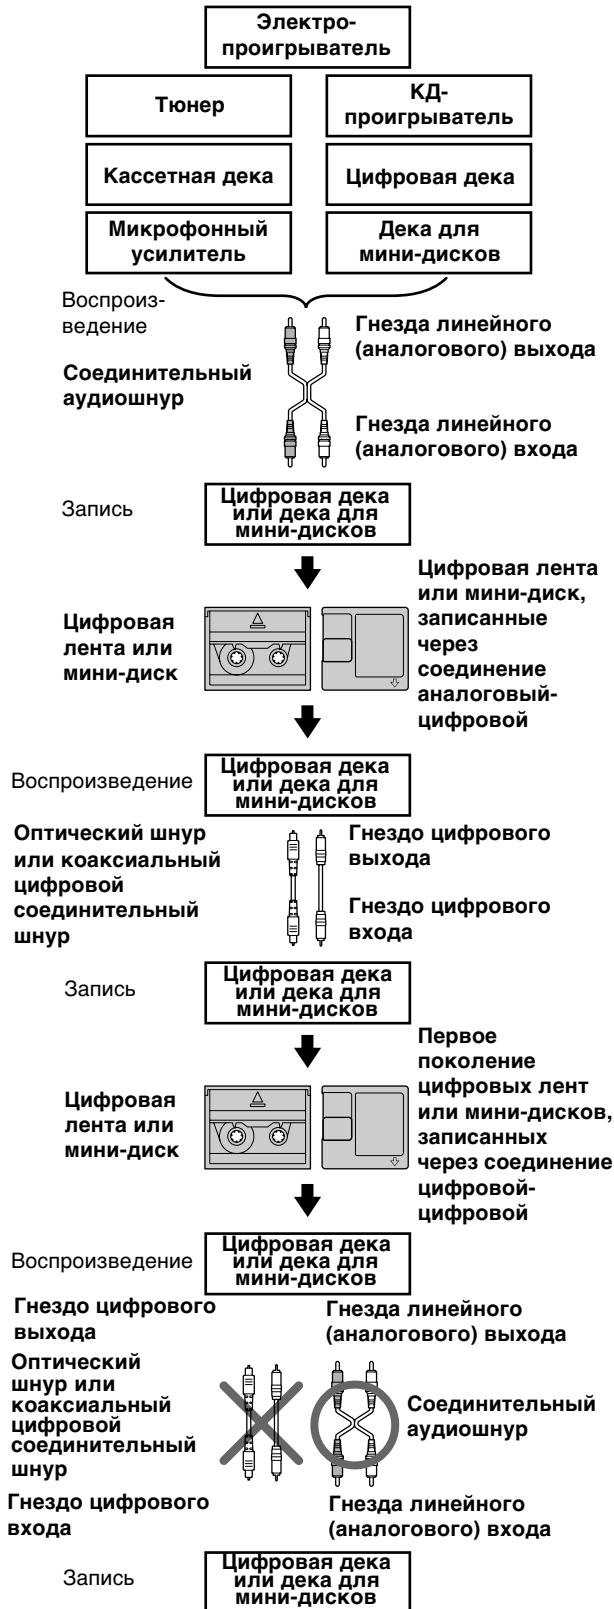 Электро-
проигрыватель
Тюнер
КД-
проигрыватель
Кассетная дека
Цифровая дека
Микрофонный
усилитель
Дека для
мини-дисков
Воспроиз-
ведение
Гнезда линейного
(аналогового) выхода
Соединительный
аудиошнур
Гнезда линейного
(аналогового) входа
Запись
Цифровая дека
или дека для
мини-дисков
Цифровая лента
или мини-диск,
записанные
через
соединение
аналоговый-
цифровой
Цифровая
лента или
мини-диск
Воспроизведение
Цифровая дека
или дека для
мини-дисков
Оптический шнур
или коаксиальный
цифровой
соединительный
шнур
Гнездо цифрового
выхода
Гнездо цифрового
входа
Запись
Цифровая дека
или дека для
мини-дисков
Первое
поколение
цифровых лент
или мини-дисков,
записанных
через соединение
цифровой-
цифровой
Цифровая
лента или
мини-диск
Воспроизведение
Цифровая дека
или дека для
мини-дисков
Гнездо цифрового
выхода
Гнезда линейного
(аналогового) выхода
Оптический
шнур или
коаксиальный
цифровой
соединительный
шнур
Соединительный
аудиошнур
Гнездо цифрового
входа
Гнезда линейного
(аналогового) входа
Запись
Цифровая дека
или дека для
мини-дисков